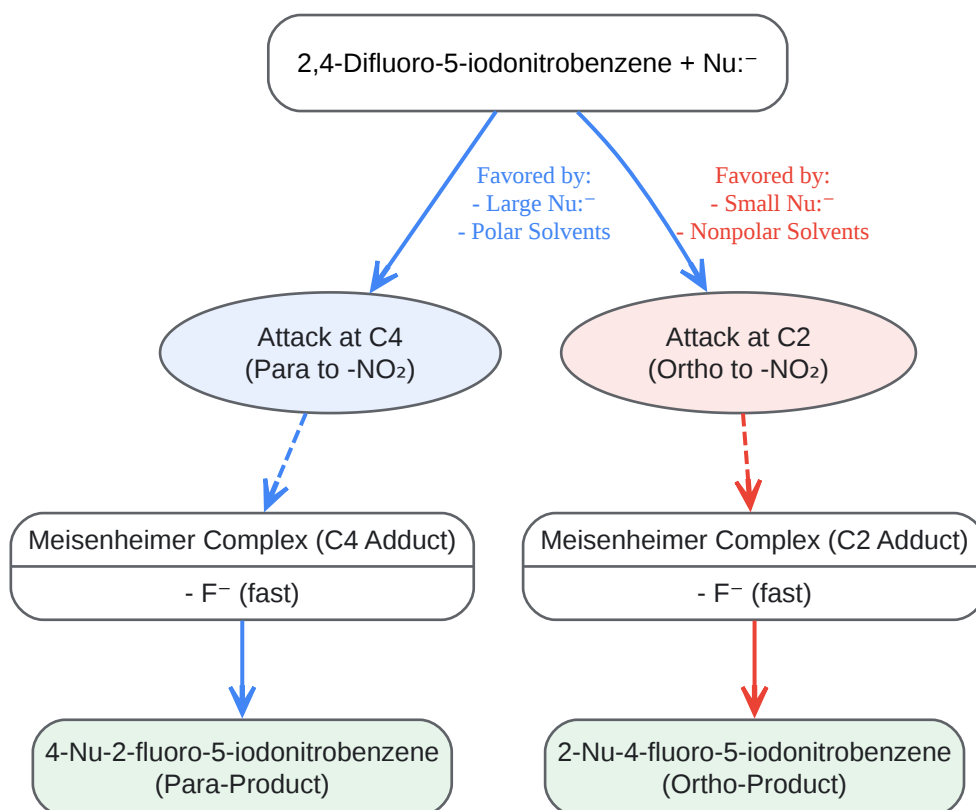 2,4-Difluoro-5-iodonitrobenzene + Nu:⁻
Favored by:
- Large Nu:⁻
- Polar Solvents
Favored by:
- Small Nu:⁻
- Nonpolar Solvents
Attack at C4
(Para to -NO₂)
Attack at C2
(Ortho to -NO₂)
Meisenheimer Complex (C4 Adduct)
- F⁻ (fast)
Meisenheimer Complex (C2 Adduct)
- F⁻ (fast)
4-Nu-2-fluoro-5-iodonitrobenzene
(Para-Product)
2-Nu-4-fluoro-5-iodonitrobenzene
(Ortho-Product)